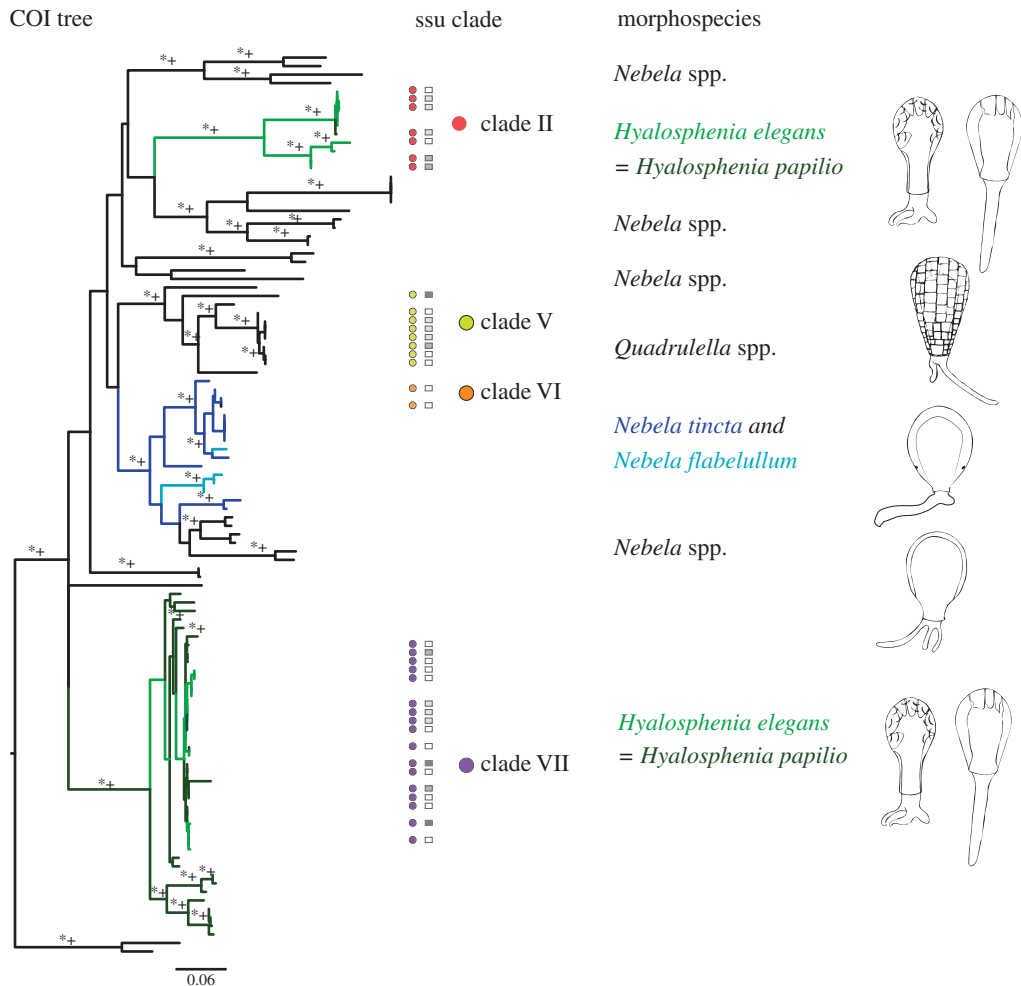 COI tree
ssu clade
morphospecies
*+
*+
*+
Nebela spp.
clade II
*+
*+
*+
*+
Hyalosphenia elegans
= Hyalosphenia papilio
*+
*+
*+
*+
*+
Nebela spp.
*+
Nebela spp.
*+
*+
*+
*+
clade V
Quadrulella spp.
clade VI
*+
*+
*+
Nebela tincta and
Nebela flabelullum
*+
*+
*+
*+
*+
*+
Nebela spp.
*+
*+
*+
clade VII
Hyalosphenia elegans
= Hyalosphenia papilio
*+
*+
*+
*+
*+
0.06